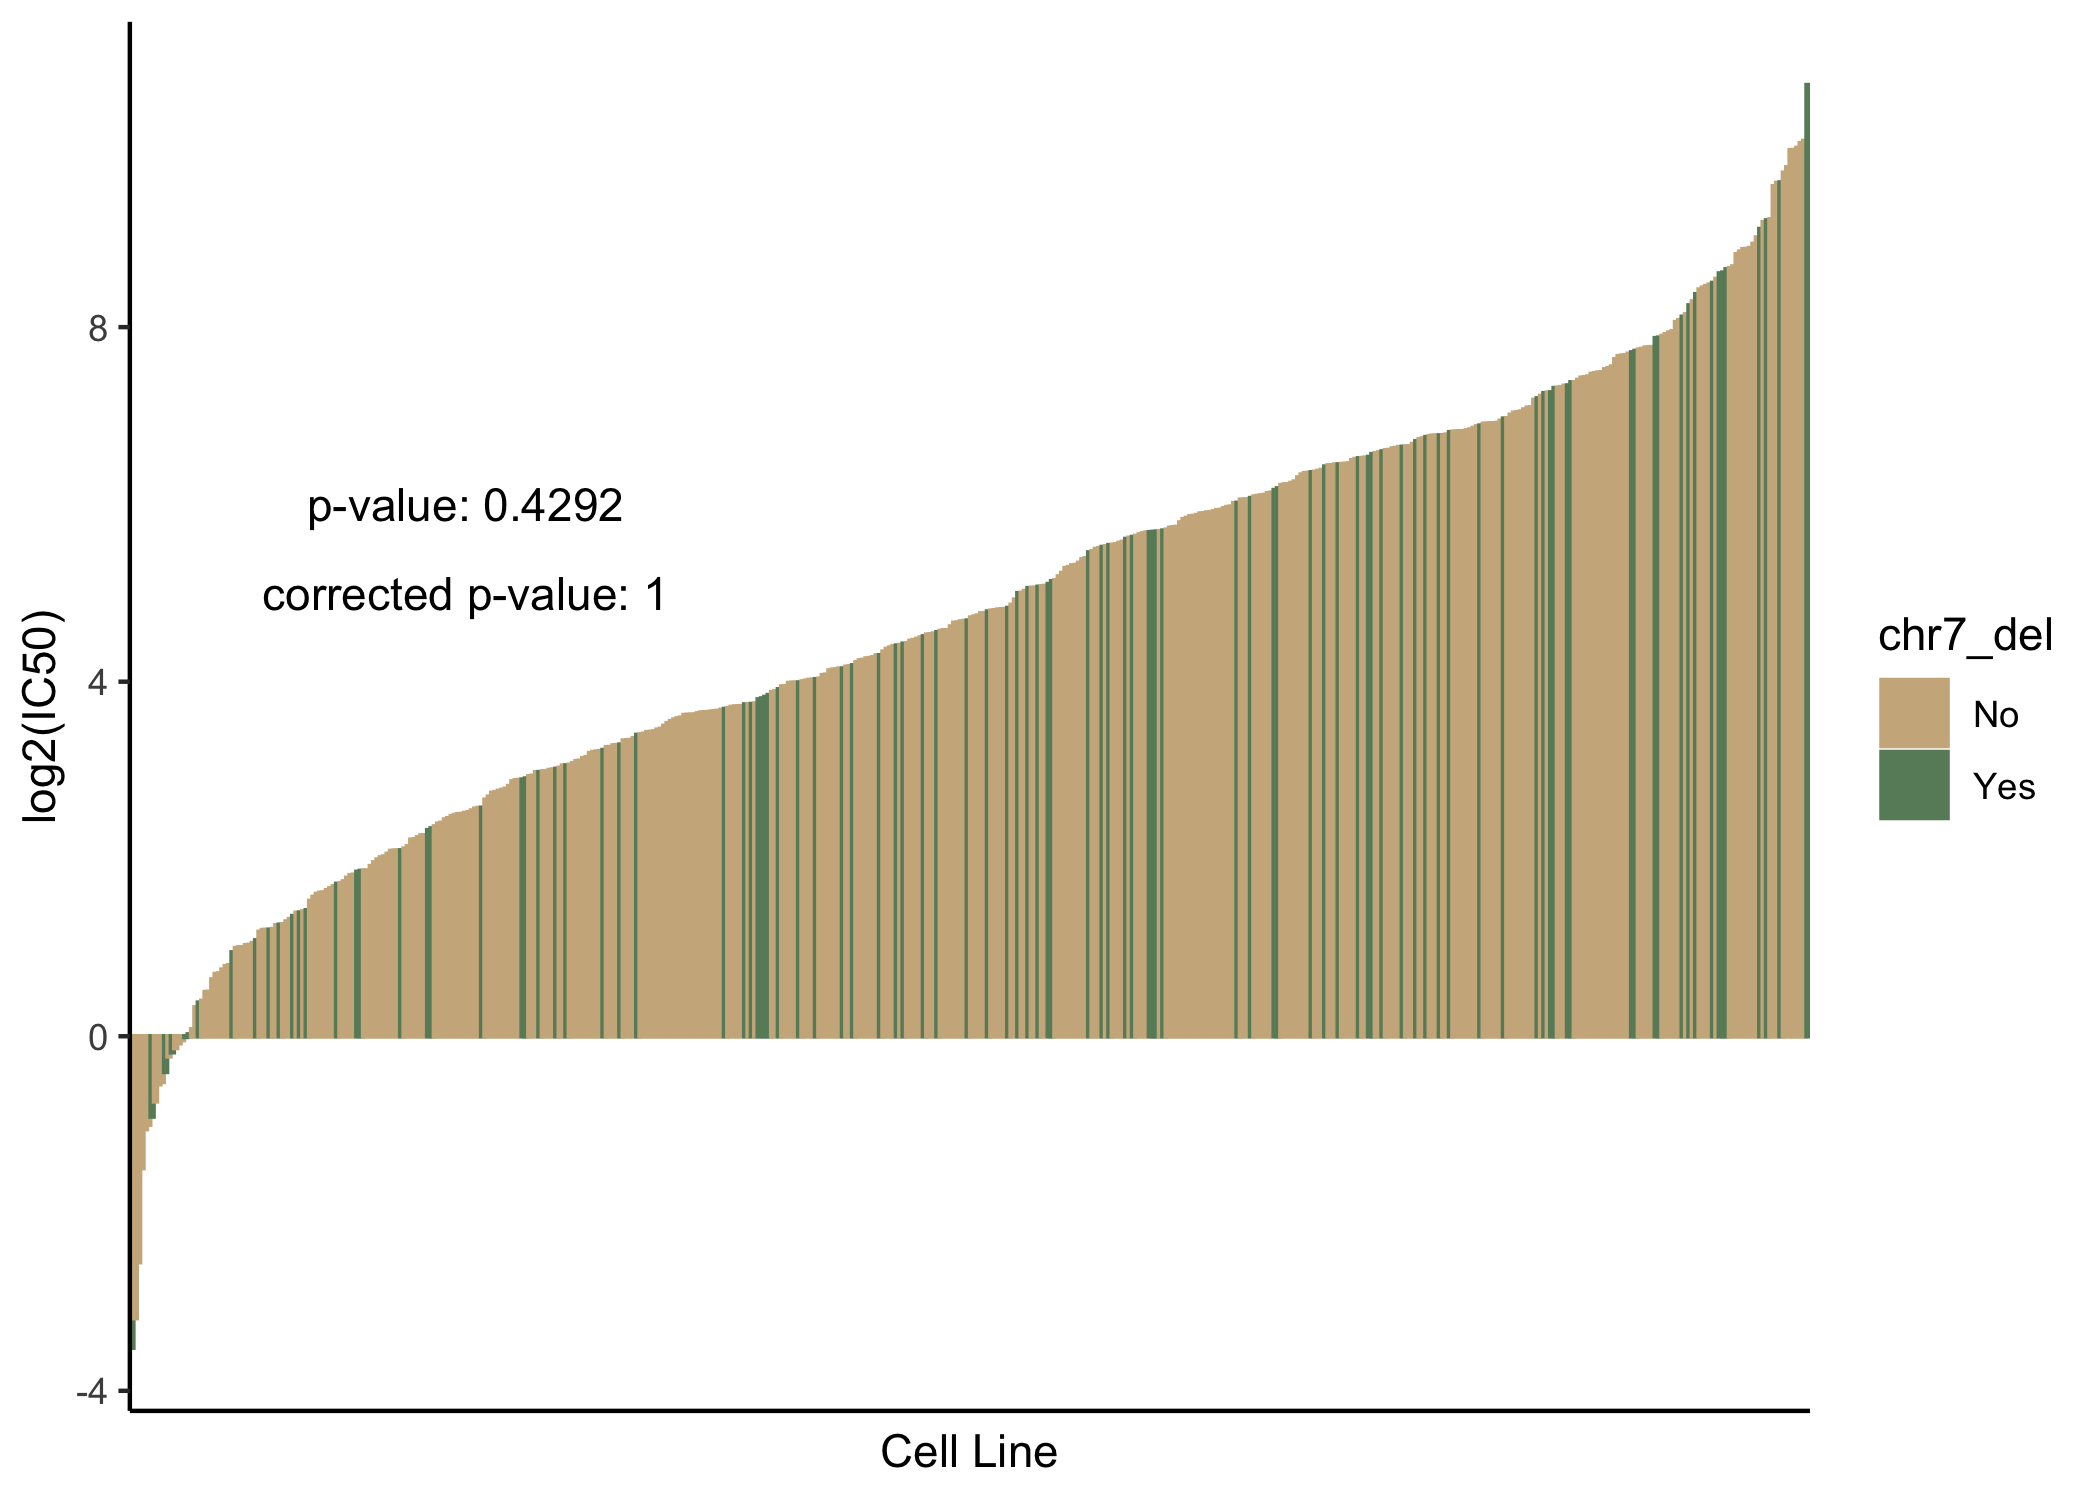 log2(IC50)
8
4
0
-4
p-value: 0.4292
corrected p-value: 1
Cell Line
chr7_del
No
Yes